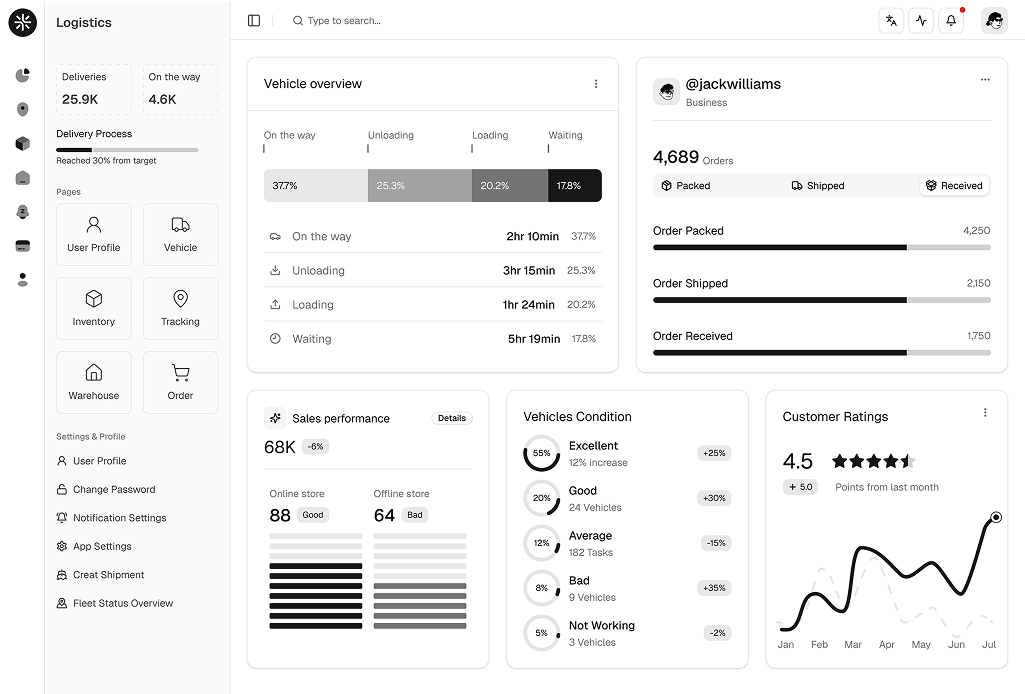 Logistics
Type to search...
Deliveries
25.9K
On the way
4.6K
Delivery Process
Reached 30% from target
Pages
User Profile
Vehicle
Inventory
Tracking
Warehouse
Order
Settings & Profile
User Profile
Change Password
Notification Settings
App Settings
Creat Shipment
Fleet Status Overview
Vehicle overview
On the way
Unloading
Loading
Waiting
37.7%
25.3%
20.2%
17.8%
On the way 2hr 10min 37.7%
Unloading 3hr 15min 25.3%
Loading 1hr 24min 20.2%
Waiting 5hr 19min 17.8%
@jackwilliams
Business
4,689 Orders
Packed
Shipped
Received
Order Packed 4,250
Order Shipped 2,150
Order Received 1,750
Sales performance
Details
68K -6%
Online store
88 Good
Offline store
64 Bad
Vehicles Condition
55%
Excellent
12% increase
+25%
20%
Good
24 Vehicles
+30%
12%
Average
182 Tasks
-15%
8%
Bad
9 Vehicles
+35%
5%
Not Working
3 Vehicles
-2%
Customer Ratings
4.5
+ 5.0
Points from last month
Jan Feb Mar Apr May Jun Jul